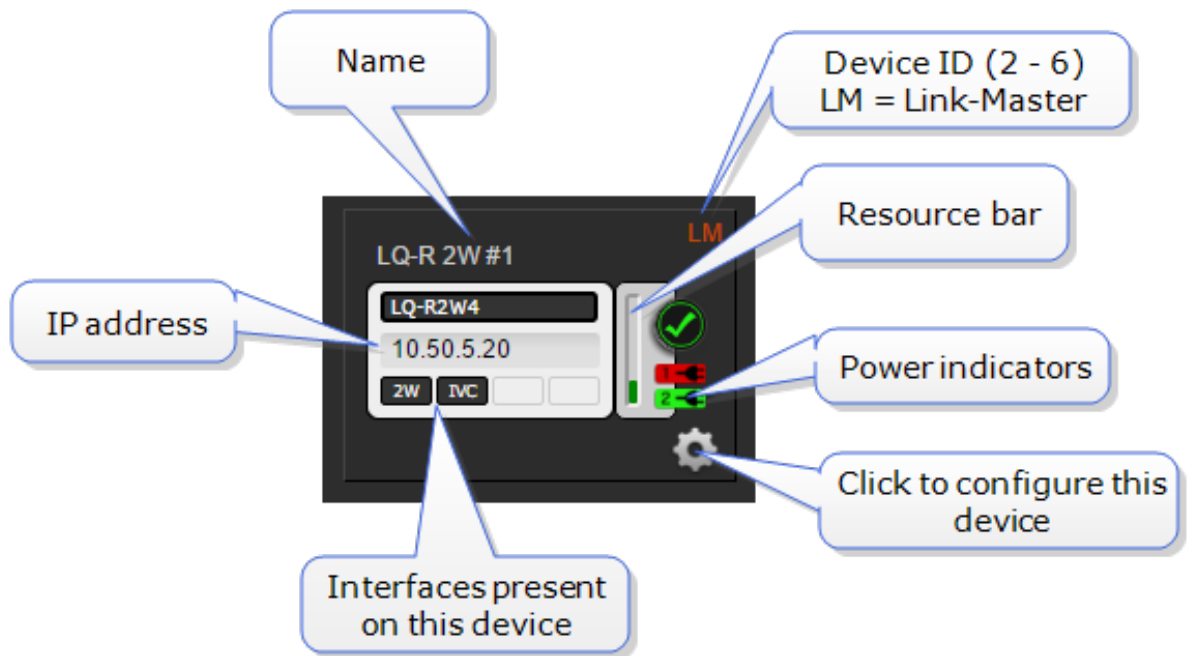 Name
Device ID (2 - 6)
LM = Link-Master
Resource bar
LM
LQ-R 2W #1
IP address
LQ-R2W4
10.50.5.20
2W IVC
1
2
Power indicators
Click to configure this
device
Interfaces present
on this device